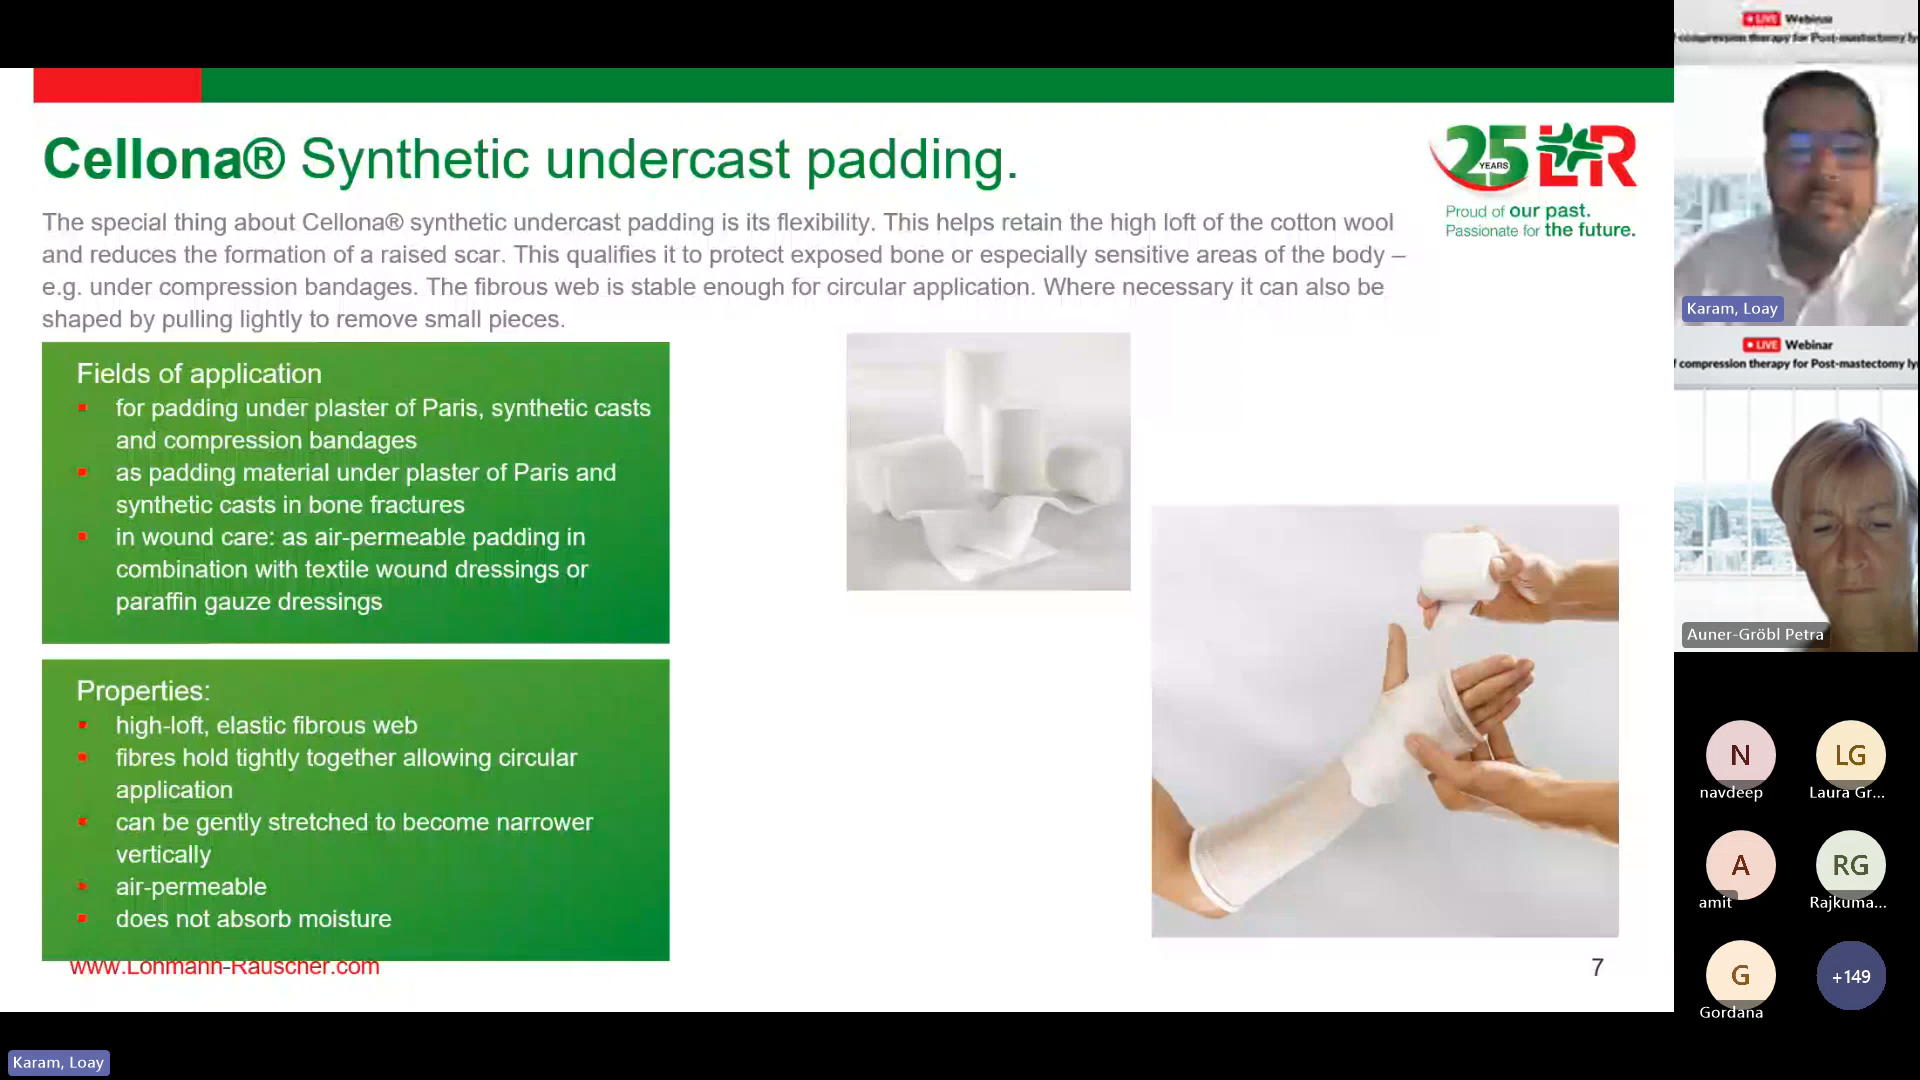 Cellona® Synthetic undercast padding.
25 YEARS L&R
Proud of our past.
Passionate for the future.
The special thing about Cellona® synthetic undercast padding is its flexibility. This helps retain the high loft of the cotton wool
and reduces the formation of a raised scar. This qualifies it to protect exposed bone or especially sensitive areas of the body –
e.g. under compression bandages. The fibrous web is stable enough for circular application. Where necessary it can also be
shaped by pulling lightly to remove small pieces.
Fields of application
for padding under plaster of Paris, synthetic casts
and compression bandages
as padding material under plaster of Paris and
synthetic casts in bone fractures
in wound care: as air-permeable padding in
combination with textile wound dressings or
paraffin gauze dressings
Properties:
high-loft, elastic fibrous web
fibres hold tightly together allowing circular
application
can be gently stretched to become narrower
vertically
air-permeable
does not absorb moisture
www.Lohmann-Rauscher.com
7
Karam, Loay
LIVE Webinar
compression therapy for Post-mastectomy ly
Karam, Loay
LIVE Webinar
f compression therapy for Post-mastectomy ly
Auner-Gröbl Petra
N
navdeep
LG
Laura Gr...
A
amit
RG
Rajkuma...
G
Gordana
+149